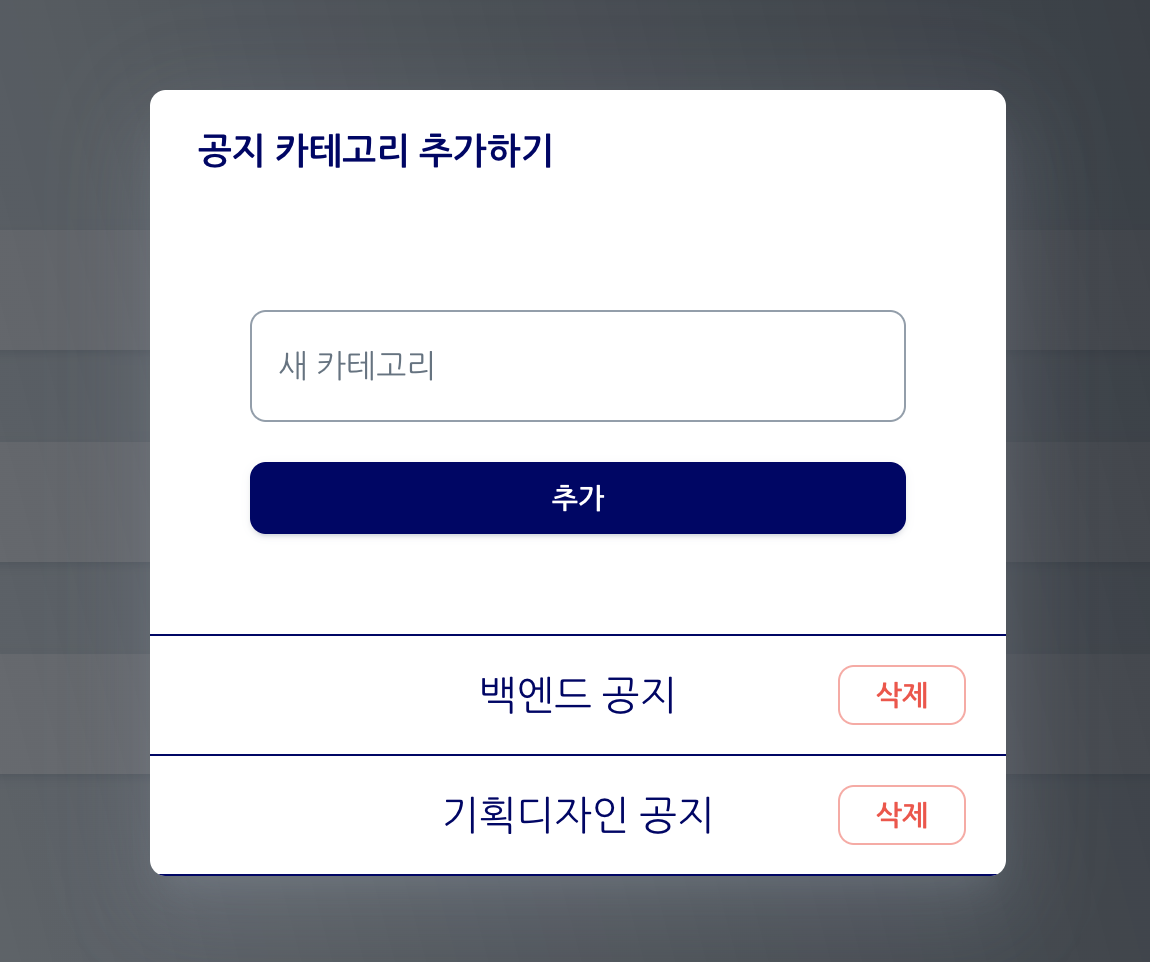 공지 카테고리 추가하기
새 카테고리
추가
백엔드 공지
삭제
기획디자인 공지
삭제